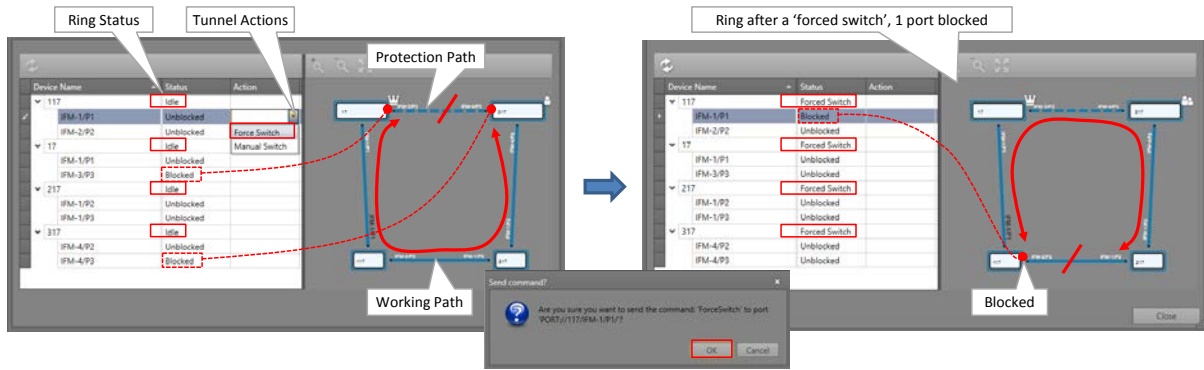 Ring Status
Tunnel Actions
Ring after a 'forced switch', 1 port blocked
Protection Path
Device Name Status Action
117 Idle
IFM-1/P1 Unblocked
IFM-2/P2 Unblocked
Force Switch
Manual Switch
17 Idle
IFM-1/P1 Unblocked
IFM-3/P3 Blocked
217 Idle
IFM-1/P2 Unblocked
IFM-1/P3 Unblocked
317 Idle
IFM-4/P2 Unblocked
IFM-4/P3 Blocked
Working Path
Device Name Status Action
117 Forced Switch
IFM-1/P1 Blocked
IFM-2/P2 Unblocked
17 Forced Switch
IFM-1/P1 Unblocked
IFM-3/P3 Unblocked
217 Forced Switch
IFM-1/P2 Unblocked
IFM-1/P3 Unblocked
317 Forced Switch
IFM-4/P2 Unblocked
IFM-4/P3 Unblocked
Blocked
Close
Send command?
Are you sure you want to send the command: 'ForceSwitch' to port
'PORT://117/IFM-1/P1/'?
OK Cancel